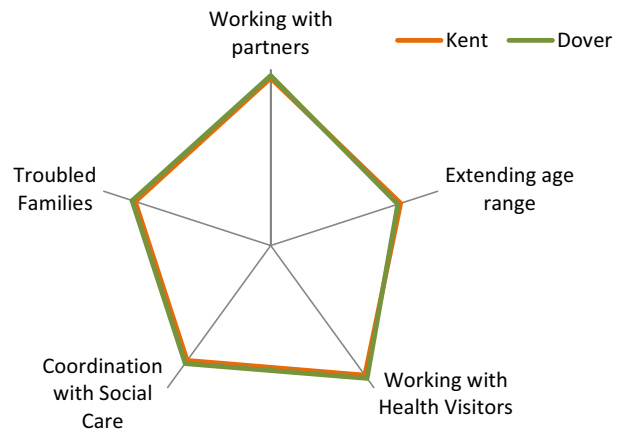 Working with
partners
Kent
Dover
Troubled
Families
Extending age
range
Coordination
with Social
Care
Working with
Health Visitors